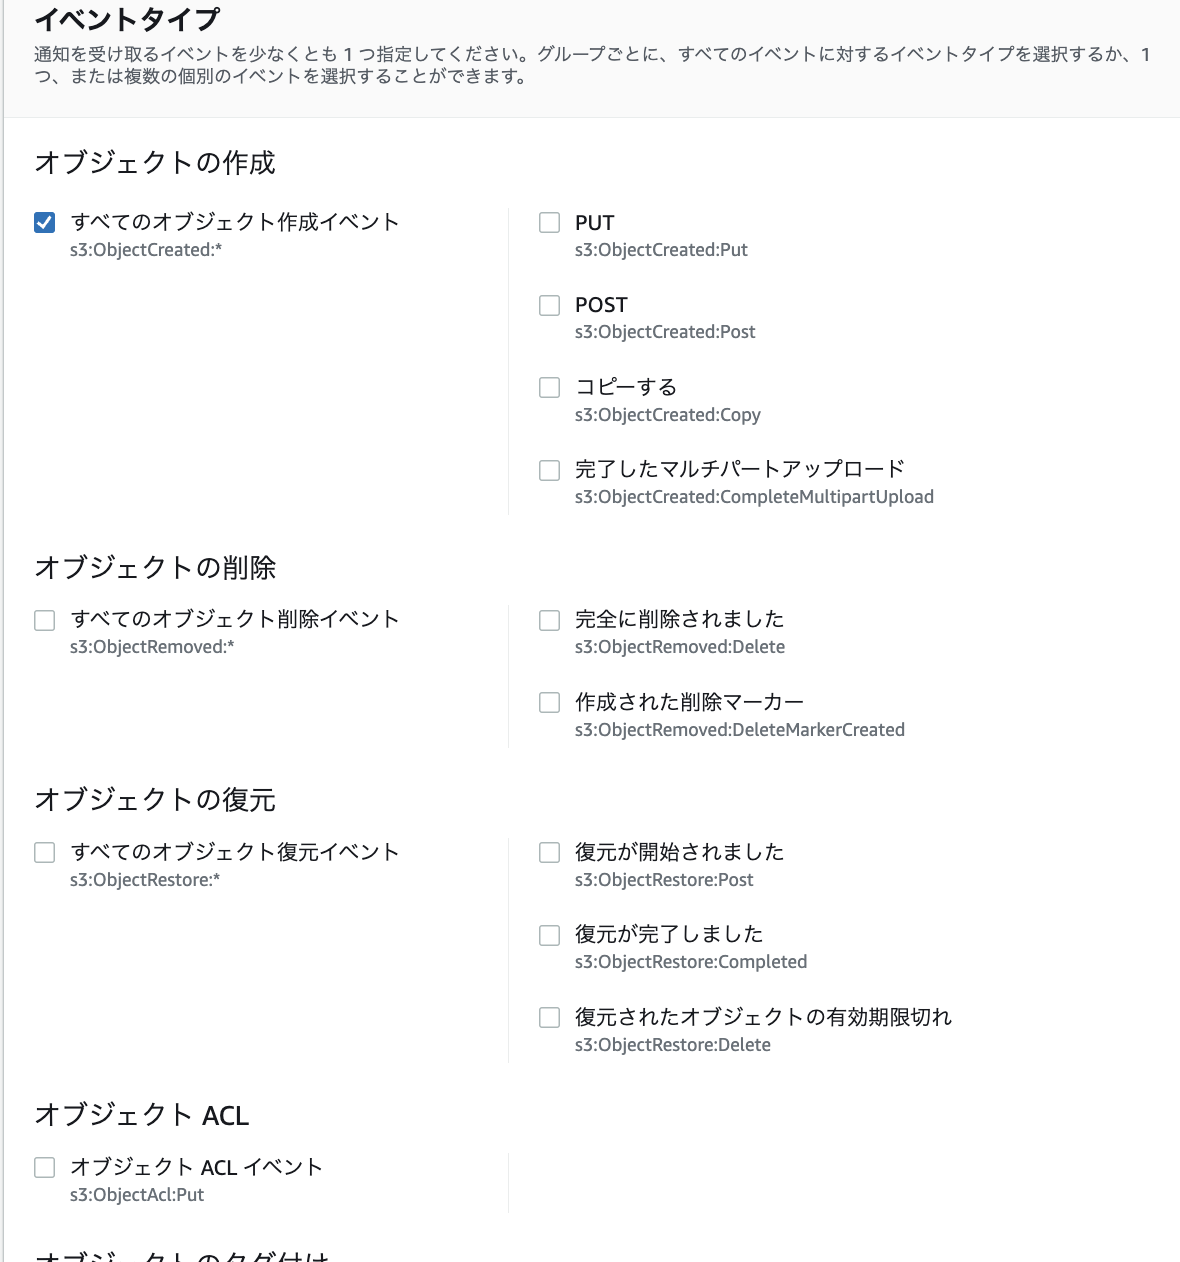 イベントタイプ
通知を受け取るイベントを少なくとも 1 つ指定してください。グループごとに、すべてのイベントに対するイベントタイプを選択するか、1
つ、または複数の個別のイベントを選択することができます。
オブジェクトの作成
すべてのオブジェクト作成イベント
s3:ObjectCreated:*
PUT
s3:ObjectCreated:Put
POST
s3:ObjectCreated:Post
コピーする
s3:ObjectCreated:Copy
完了したマルチパートアップロード
s3:ObjectCreated:CompleteMultipartUpload
オブジェクトの削除
すべてのオブジェクト削除イベント
s3:ObjectRemoved:*
完全に削除されました
s3:ObjectRemoved:Delete
作成された削除マーカー
s3:ObjectRemoved:DeleteMarkerCreated
オブジェクトの復元
すべてのオブジェクト復元イベント
s3:ObjectRestore:*
復元が開始されました
s3:ObjectRestore:Post
復元が完了しました
s3:ObjectRestore:Completed
復元されたオブジェクトの有効期限切れ
s3:ObjectRestore:Delete
オブジェクト ACL
オブジェクト ACL イベント
s3:ObjectAcl:Put
オブジェクトのタグ付け